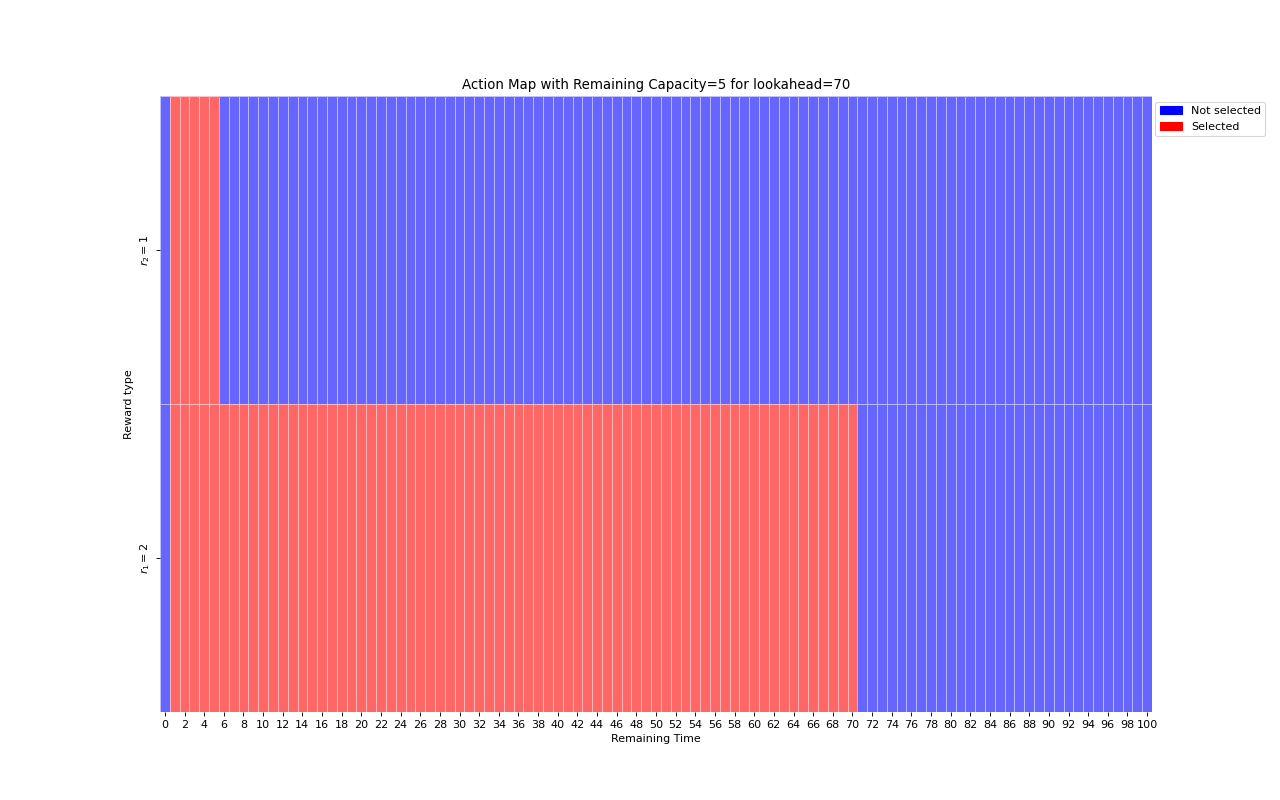 Action Map with Remaining Capacity=5 for lookahead=70
Not selected
Selected
r₂ = 1
Reward type
r₁ = 2
0 2 4 6 8 10 12 14 16 18 20 22 24 26 28 30 32 34 36 38 40 42 44 46 48 50 52 54 56 58 60 62 64 66 68 70 72 74 76 78 80 82 84 86 88 90 92 94 96 98 100
Remaining Time